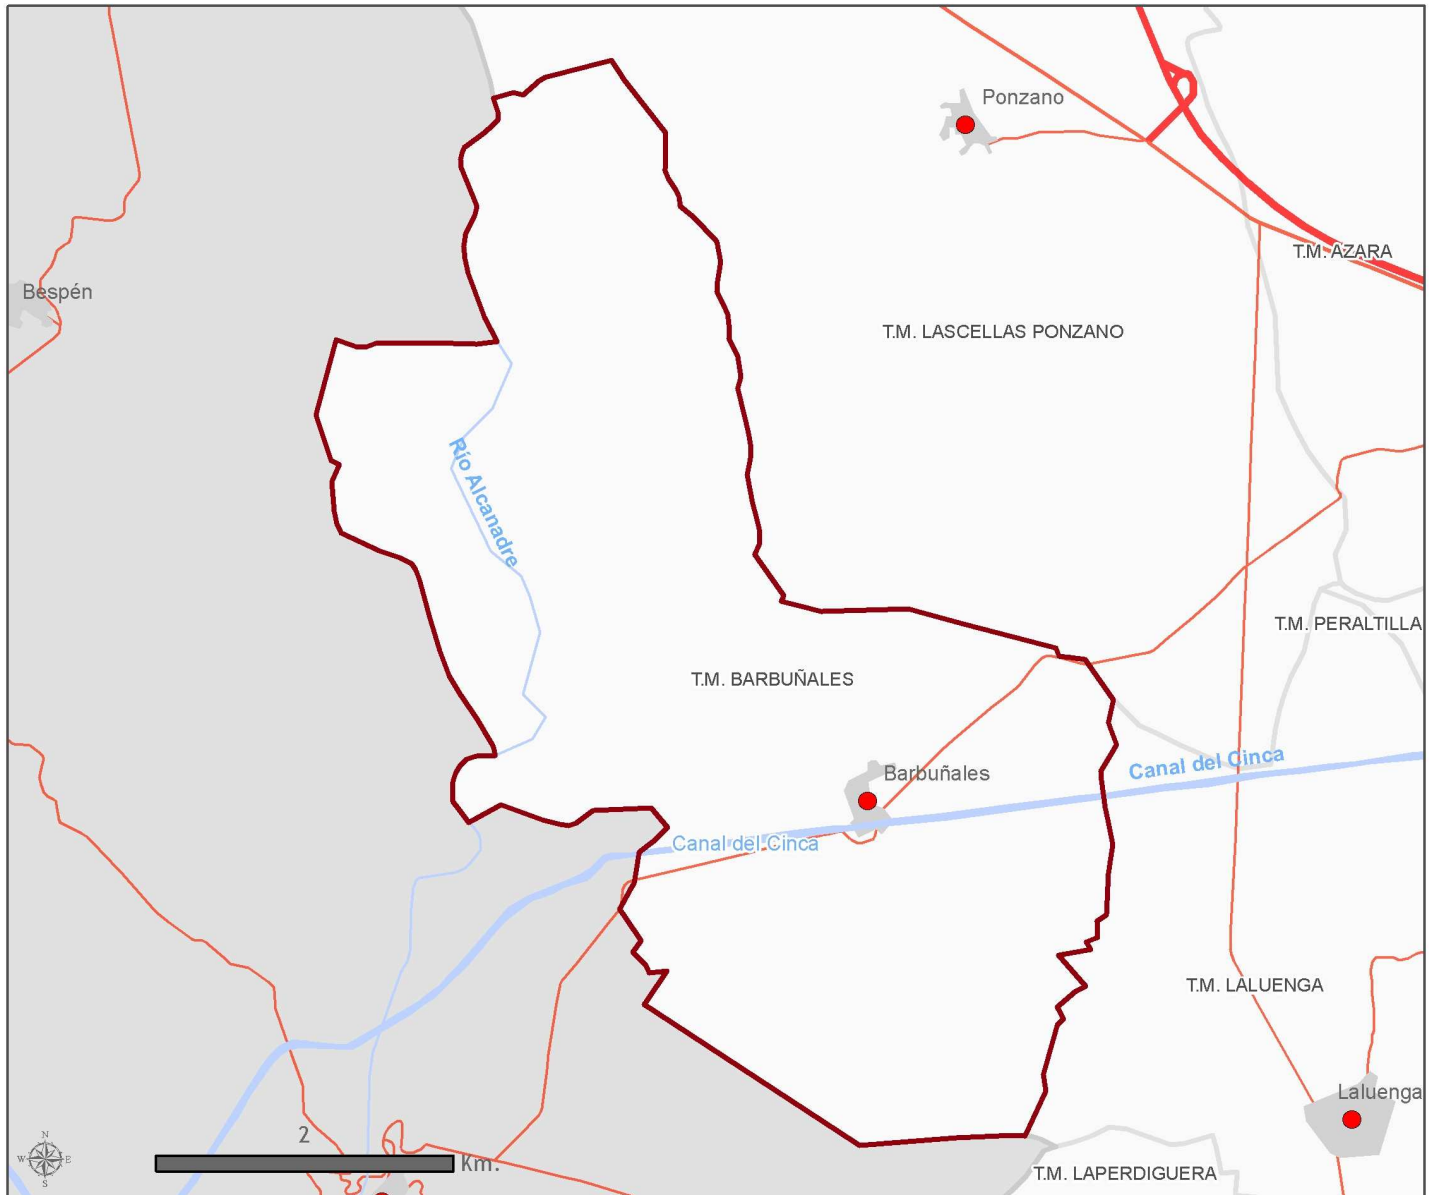 Ponzano
T.M. AZARA
Bespén
T.M. LASCELLAS PONZANO
Río Alcanadre
T.M. PERALTILLA
T.M. BARBUÑALES
Canal del Cinca
Barbuñales
Canal del Cinca
T.M. LALUENGA
Laluenga
2
Km.
N
W E
S
T.M. LAPERDIGUERA